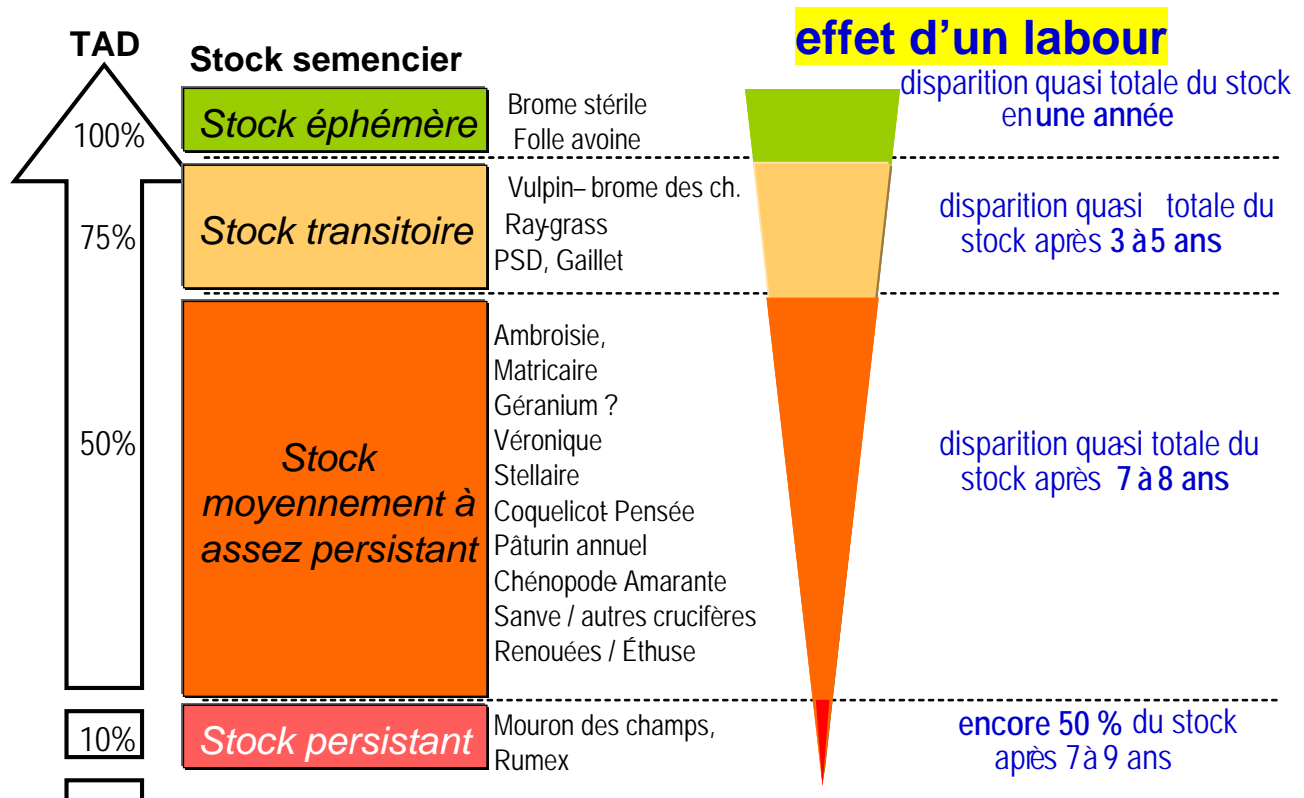 TAD
Stock semencier
effet d'un labour
100%
Stock éphémère
Brome stérile
Folle avoine
disparition quasi totale du stock
en une année
75%
Stock transitoire
Vulpin– brome des ch.
Ray-grass
PSD, Gaillet
disparition quasi totale du
stock après 3 à 5 ans
50%
Stock
moyennement à
assez persistant
Ambroisie,
Matricaire
Géranium ?
Véronique
Stellaire
Coquelicot Pensée
Pâturin annuel
Chénopode Amarante
Sanve / autres crucifères
Renouées / Éthuse
disparition quasi totale du
stock après 7 à 8 ans
10%
Stock persistant
Mouron des champs,
Rumex
encore 50 % du stock
après 7 à 9 ans